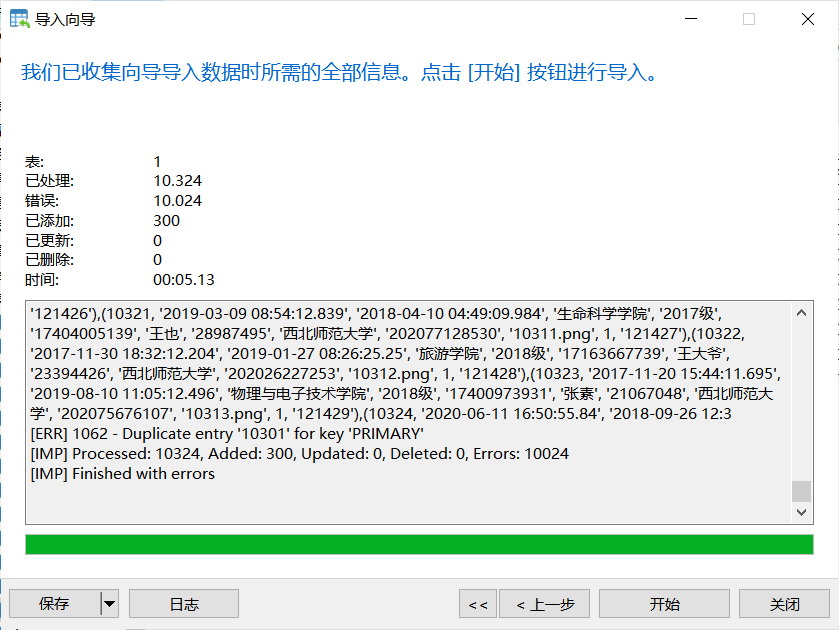 导入向导
我们已收集向导导入数据时所需的全部信息。点击 [开始] 按钮进行导入。
表: 1
已处理: 10.324
错误: 10.024
已添加: 300
已更新: 0
已删除: 0
时间: 00:05.13
'121426'),(10321, '2019-03-09 08:54:12.839', '2018-04-10 04:49:09.984', '生命科学学院', '2017级',
'17404005139', '王也', '28987495', '西北师范大学', '202077128530', '10311.png', 1, '121427'),(10322,
'2017-11-30 18:32:12.204', '2019-01-27 08:26:25.25', '旅游学院', '2018级', '17163667739', '王大爷',
'23394426', '西北师范大学', '202026227253', '10312.png', 1, '121428'),(10323, '2017-11-20 15:44:11.695',
'2019-08-10 11:05:12.496', '物理与电子技术学院', '2018级', '17400973931', '张素', '21067048', '西北师范大
学', '202075676107', '10313.png', 1, '121429'),(10324, '2020-06-11 16:50:55.84', '2018-09-26 12:3
[ERR] 1062 - Duplicate entry '10301' for key 'PRIMARY'
[IMP] Processed: 10324, Added: 300, Updated: 0, Deleted: 0, Errors: 10024
[IMP] Finished with errors
保存 日志 << < 上一步 开始 关闭